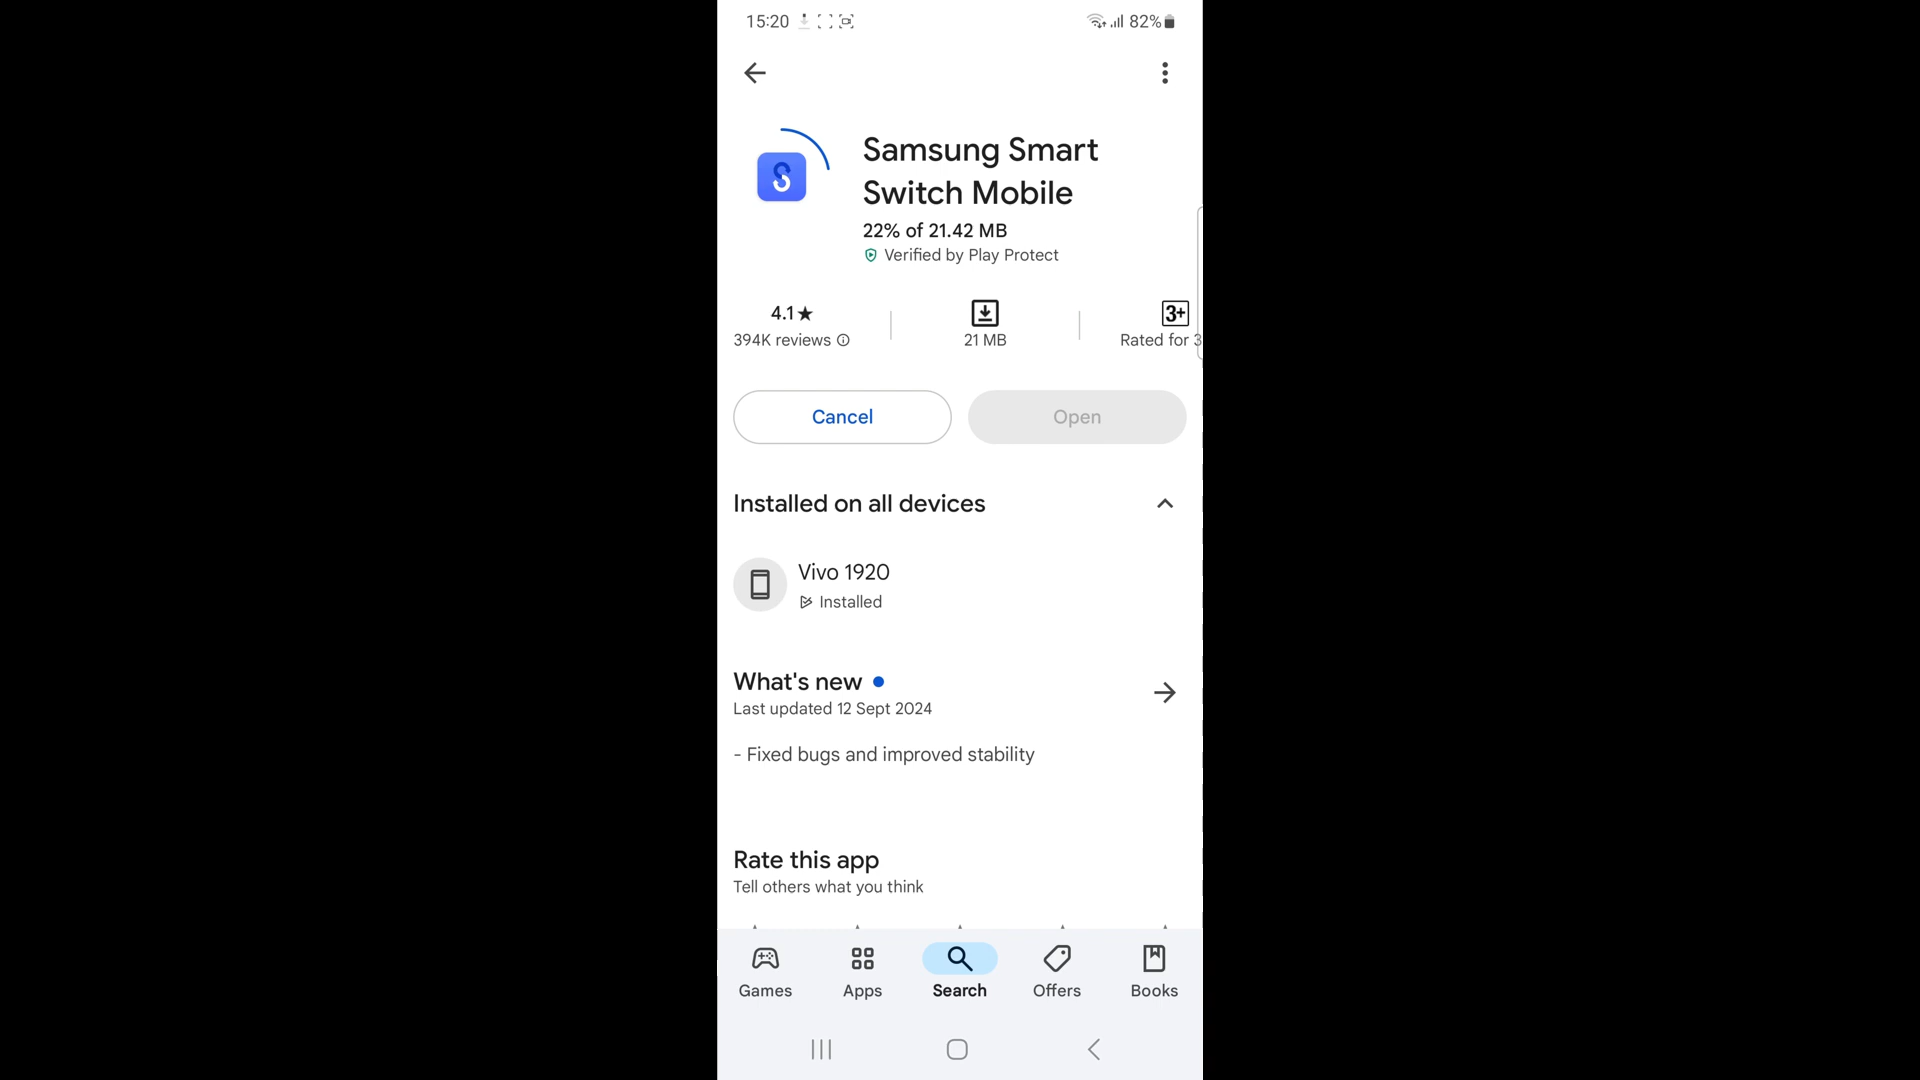 15:20
82%
Samsung Smart
Switch Mobile
22% of 21.42 MB
Verified by Play Protect
4.1★
3+
394K reviews
21 MB
Rated for 3
Cancel
Open
Installed on all devices
Vivo 1920
Installed
What's new
Last updated 12 Sept 2024
- Fixed bugs and improved stability
Rate this app
Tell others what you think
Games
Apps
Search
Offers
Books